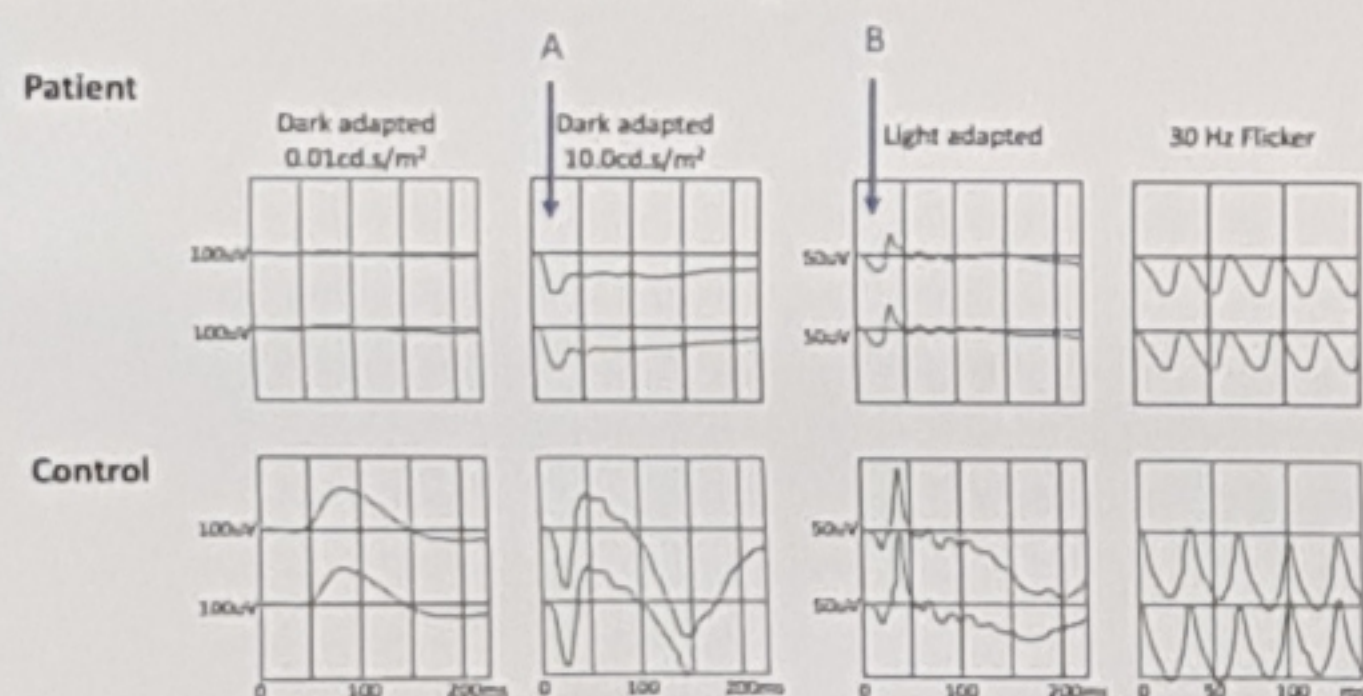 A
B
Patient
Dark adapted
0.01cd.s/m²
Dark adapted
10.0cd.s/m²
Light adapted
30 Hz Flicker
100uV
100uV
50uV
50uV
Control
100uV
100uV
50uV
50uV
0 100 200ms
0 100 200ms
0 100 200ms
0 50 100